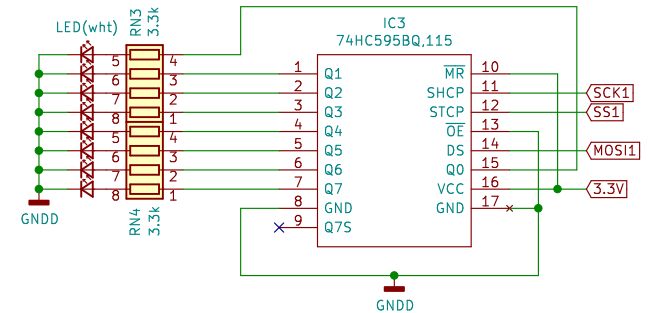 LED(wht)
RN3
3.3k
IC3
74HC595BQ,115
5 4
6 3
7 2
8 1
5 4
6 3
7 2
8 1
RN4
3.3k
GNDD
1 Q1 MR 10
2 Q2 SHCP 11 SCK1
3 Q3 STCP 12 SS1
4 Q4 OE 13
5 Q5 DS 14 MOSI1
6 Q6 Q0 15
7 Q7 VCC 16 3.3V
8 GND GND 17
9 Q7S
GNDD